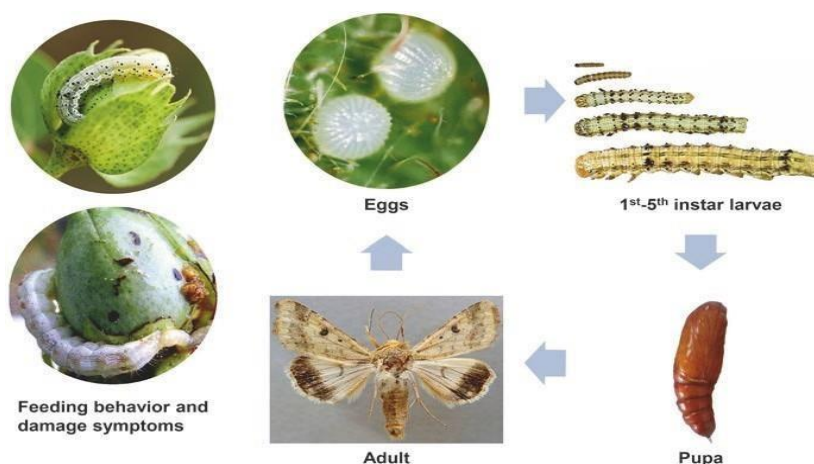 Eggs
1st-5th instar larvae
Feeding behavior and
damage symptoms
Adult
Pupa